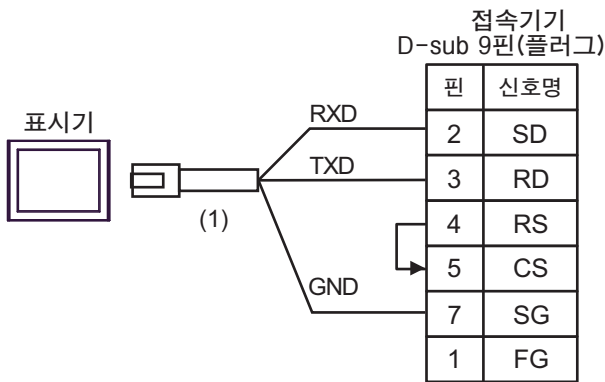 접속기기
D-sub 9핀(플러그)
핀 신호명
표시기
RXD
2 SD
TXD
3 RD
(1)
4 RS
5 CS
GND
7 SG
1 FG